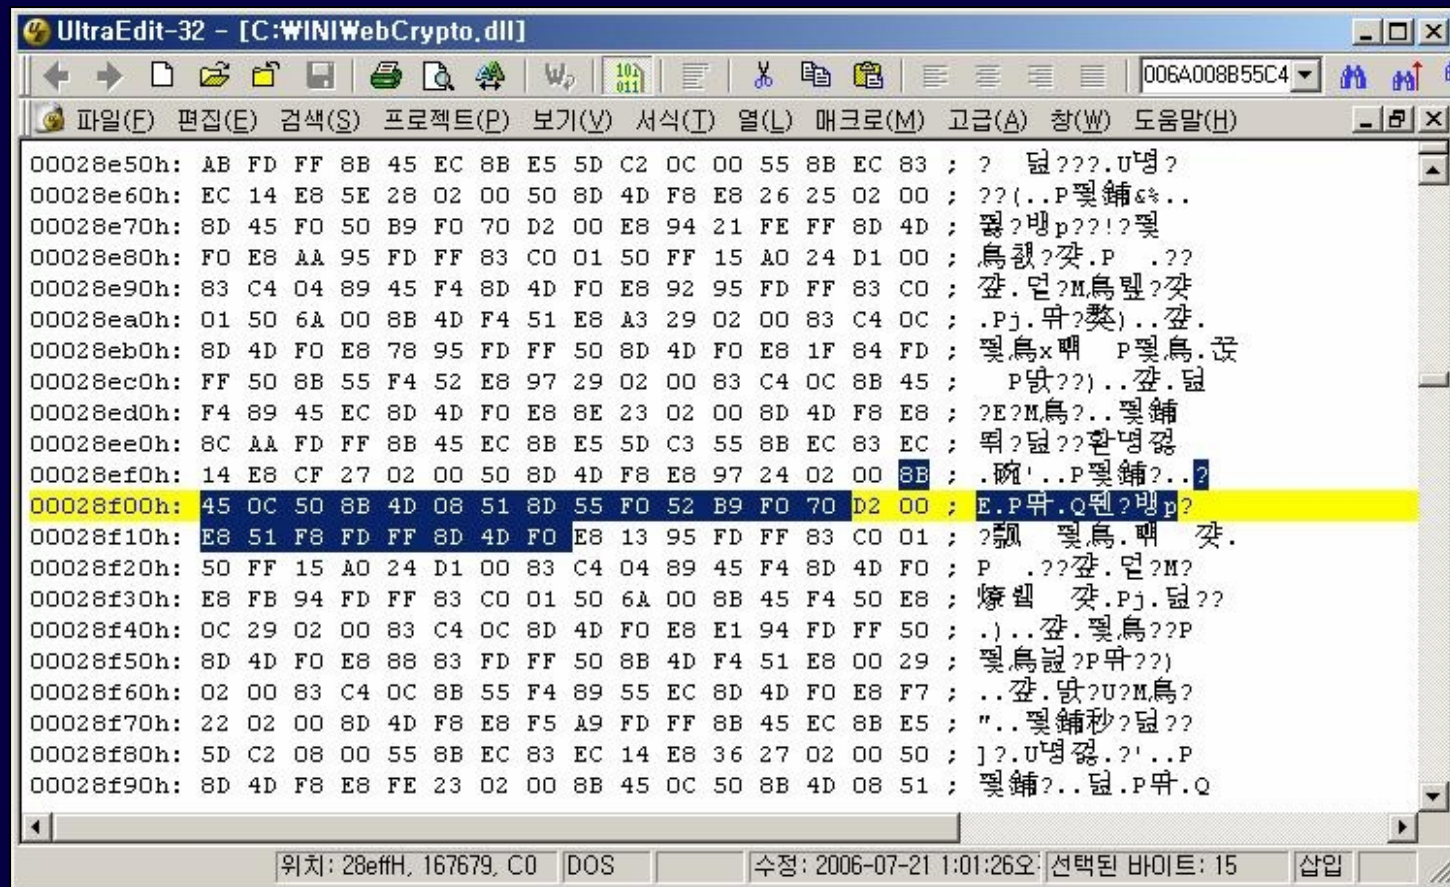 UltraEdit-32 - [C:₩INIWebCrypto.dll]
006A008B55C4
파일(F) 편집(E) 검색(S) 프로젝트(P) 보기(V) 서식(T) 열(L) 매크로(M) 고급(A) 창(W) 도움말(H)
00028e50h: AB FD FF 8B 45 EC 8B E5 5D C2 0C 00 55 8B EC 83 ;
00028e60h: EC 14 E8 5E 28 02 00 50 8D 4D F8 E8 26 25 02 00 ;
00028e70h: 8D 45 F0 50 B9 F0 70 D2 00 E8 94 21 FE FF 8D 4D ;
00028e80h: F0 E8 AA 95 FD FF 83 C0 01 50 FF 15 A0 24 D1 00 ;
00028e90h: 83 C4 04 89 45 F4 8D 4D F0 E8 92 95 FD FF 83 C0 ;
00028ea0h: 01 50 6A 00 8B 4D F4 51 E8 A3 29 02 00 83 C4 0C ;
00028eb0h: 8D 4D F0 E8 78 95 FD FF 50 8D 4D F0 E8 1F 84 FD ;
00028ec0h: FF 50 8B 55 F4 52 E8 97 29 02 00 83 C4 0C 8B 45 ;
00028ed0h: F4 89 45 EC 8D 4D F0 E8 8E 23 02 00 8D 4D F8 E8 ;
00028ee0h: 8C AA FD FF 8B 45 EC 8B E5 5D C3 55 8B EC 83 EC ;
00028ef0h: 14 E8 CF 27 02 00 50 8D 4D F8 E8 97 24 02 00 8B ;
00028f00h: 45 0C 50 8B 4D 08 51 8D 55 F0 52 B9 F0 70 D2 00 ;
00028f10h: E8 51 F8 FD FF 8D 4D F0 E8 13 95 FD FF 83 C0 01 ;
00028f20h: 50 FF 15 A0 24 D1 00 83 C4 04 89 45 F4 8D 4D F0 ;
00028f30h: E8 FB 94 FD FF 83 C0 01 50 6A 00 8B 45 F4 50 E8 ;
00028f40h: 0C 29 02 00 83 C4 0C 8D 4D F0 E8 E1 94 FD FF 50 ;
00028f50h: 8D 4D F0 E8 88 83 FD FF 50 8B 4D F4 51 E8 00 29 ;
00028f60h: 02 00 83 C4 0C 8B 55 F4 89 55 EC 8D 4D F0 E8 F7 ;
00028f70h: 22 02 00 8D 4D F8 E8 F5 A9 FD FF 8B 45 EC 8B E5 ;
00028f80h: 5D C2 08 00 55 8B EC 83 EC 14 E8 36 27 02 00 50 ;
00028f90h: 8D 4D F8 E8 FE 23 02 00 8B 45 0C 50 8B 4D 08 51 ;
위치: 28effH, 167679, C0 DOS 수정: 2006-07-21 1:01:26오 선택된 바이트: 15 삽입